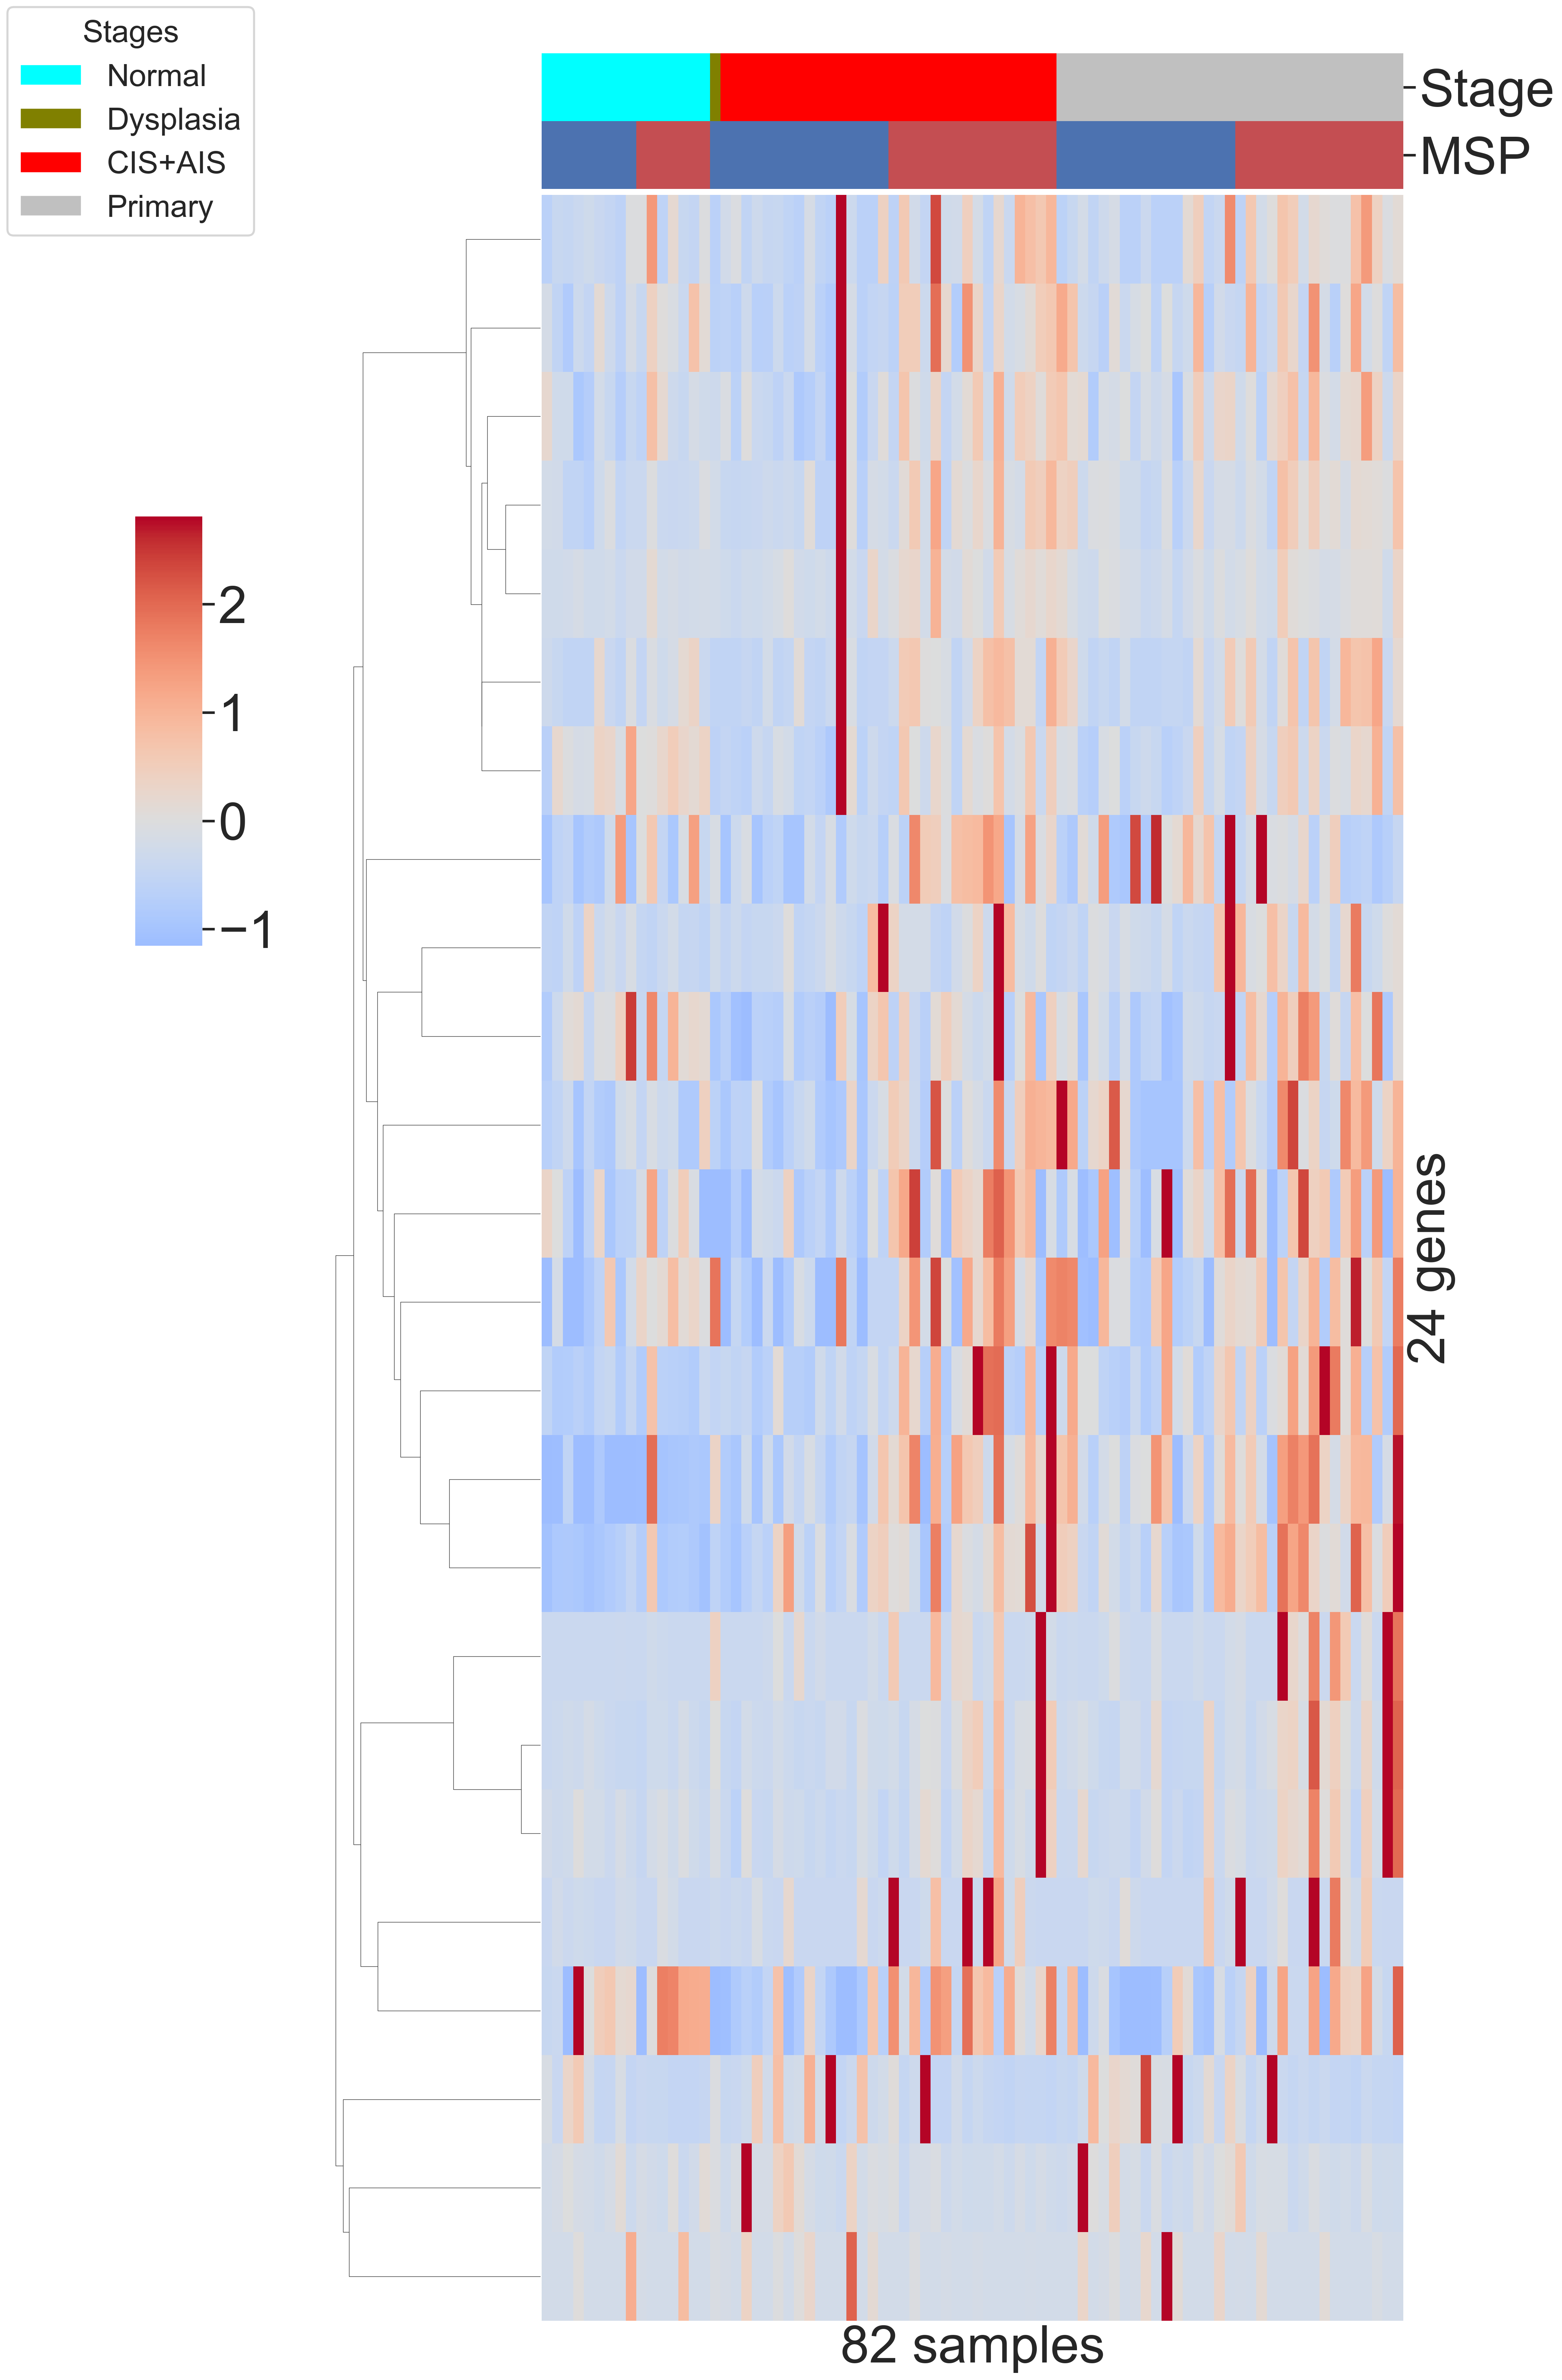 Stages
Normal
Dysplasia
CIS+AIS
Primary
Stage
MSP
2
1
0
−1
24 genes
82 samples